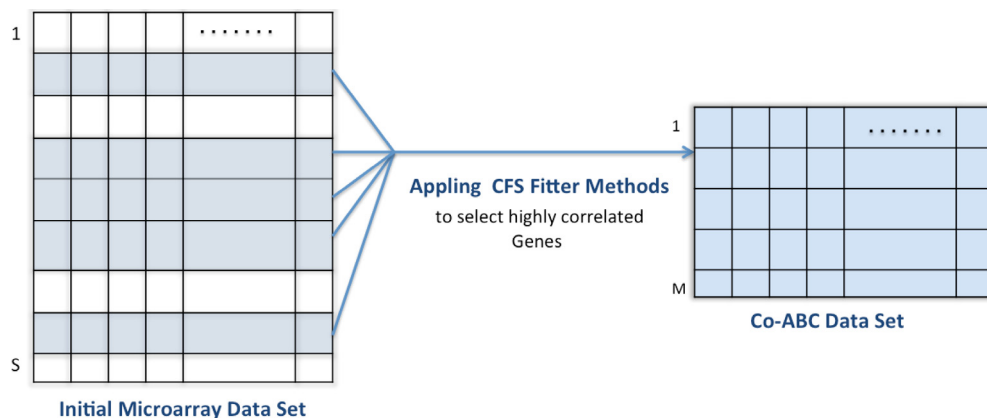 1
.......
S
Initial Microarray Data Set
Appling CFS Fitter Methods
to select highly correlated
Genes
1
.......
M
Co-ABC Data Set